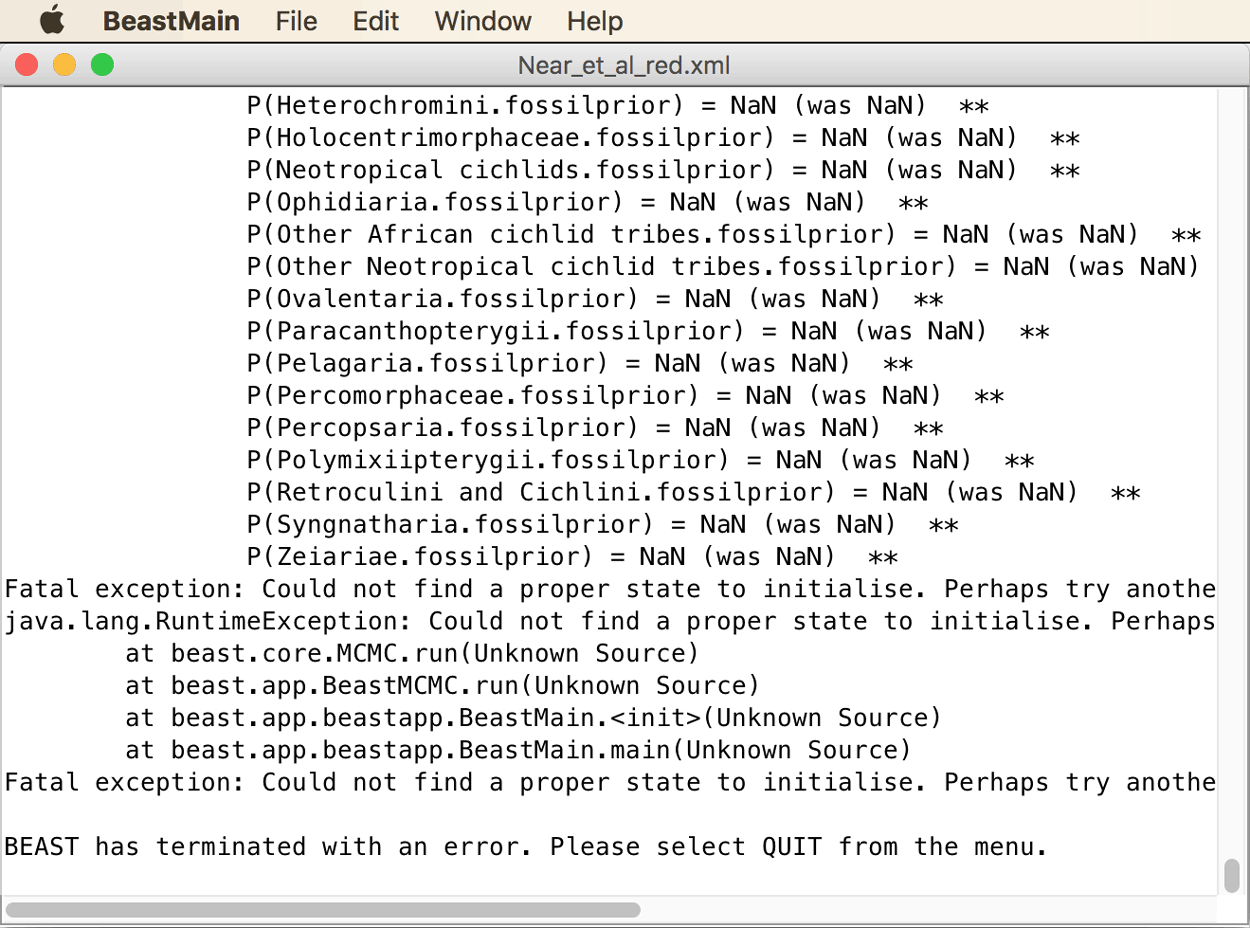 BeastMain File Edit Window Help
Near_et_al_red.xml
P(Heterochromini.fossilprior) = NaN (was NaN)  **
P(Holocentrimorphaceae.fossilprior) = NaN (was NaN)  **
P(Neotropical cichlids.fossilprior) = NaN (was NaN)  **
P(Ophidiaria.fossilprior) = NaN (was NaN)  **
P(Other African cichlid tribes.fossilprior) = NaN (was NaN)  **
P(Other Neotropical cichlid tribes.fossilprior) = NaN (was NaN)
P(Ovalentaria.fossilprior) = NaN (was NaN)  **
P(Paracanthopterygii.fossilprior) = NaN (was NaN)  **
P(Pelagaria.fossilprior) = NaN (was NaN)  **
P(Percomorphaceae.fossilprior) = NaN (was NaN)  **
P(Percopsaria.fossilprior) = NaN (was NaN)  **
P(Polymixiipterygii.fossilprior) = NaN (was NaN)  **
P(Retroculini and Cichlini.fossilprior) = NaN (was NaN)  **
P(Syngnatharia.fossilprior) = NaN (was NaN)  **
P(Zeiariae.fossilprior) = NaN (was NaN)  **
Fatal exception: Could not find a proper state to initialise. Perhaps try anothe
java.lang.RuntimeException: Could not find a proper state to initialise. Perhaps
at beast.core.MCMC.run(Unknown Source)
at beast.app.BeastMCMC.run(Unknown Source)
at beast.app.beastapp.BeastMain.<init>(Unknown Source)
at beast.app.beastapp.BeastMain.main(Unknown Source)
Fatal exception: Could not find a proper state to initialise. Perhaps try anothe
BEAST has terminated with an error. Please select QUIT from the menu.